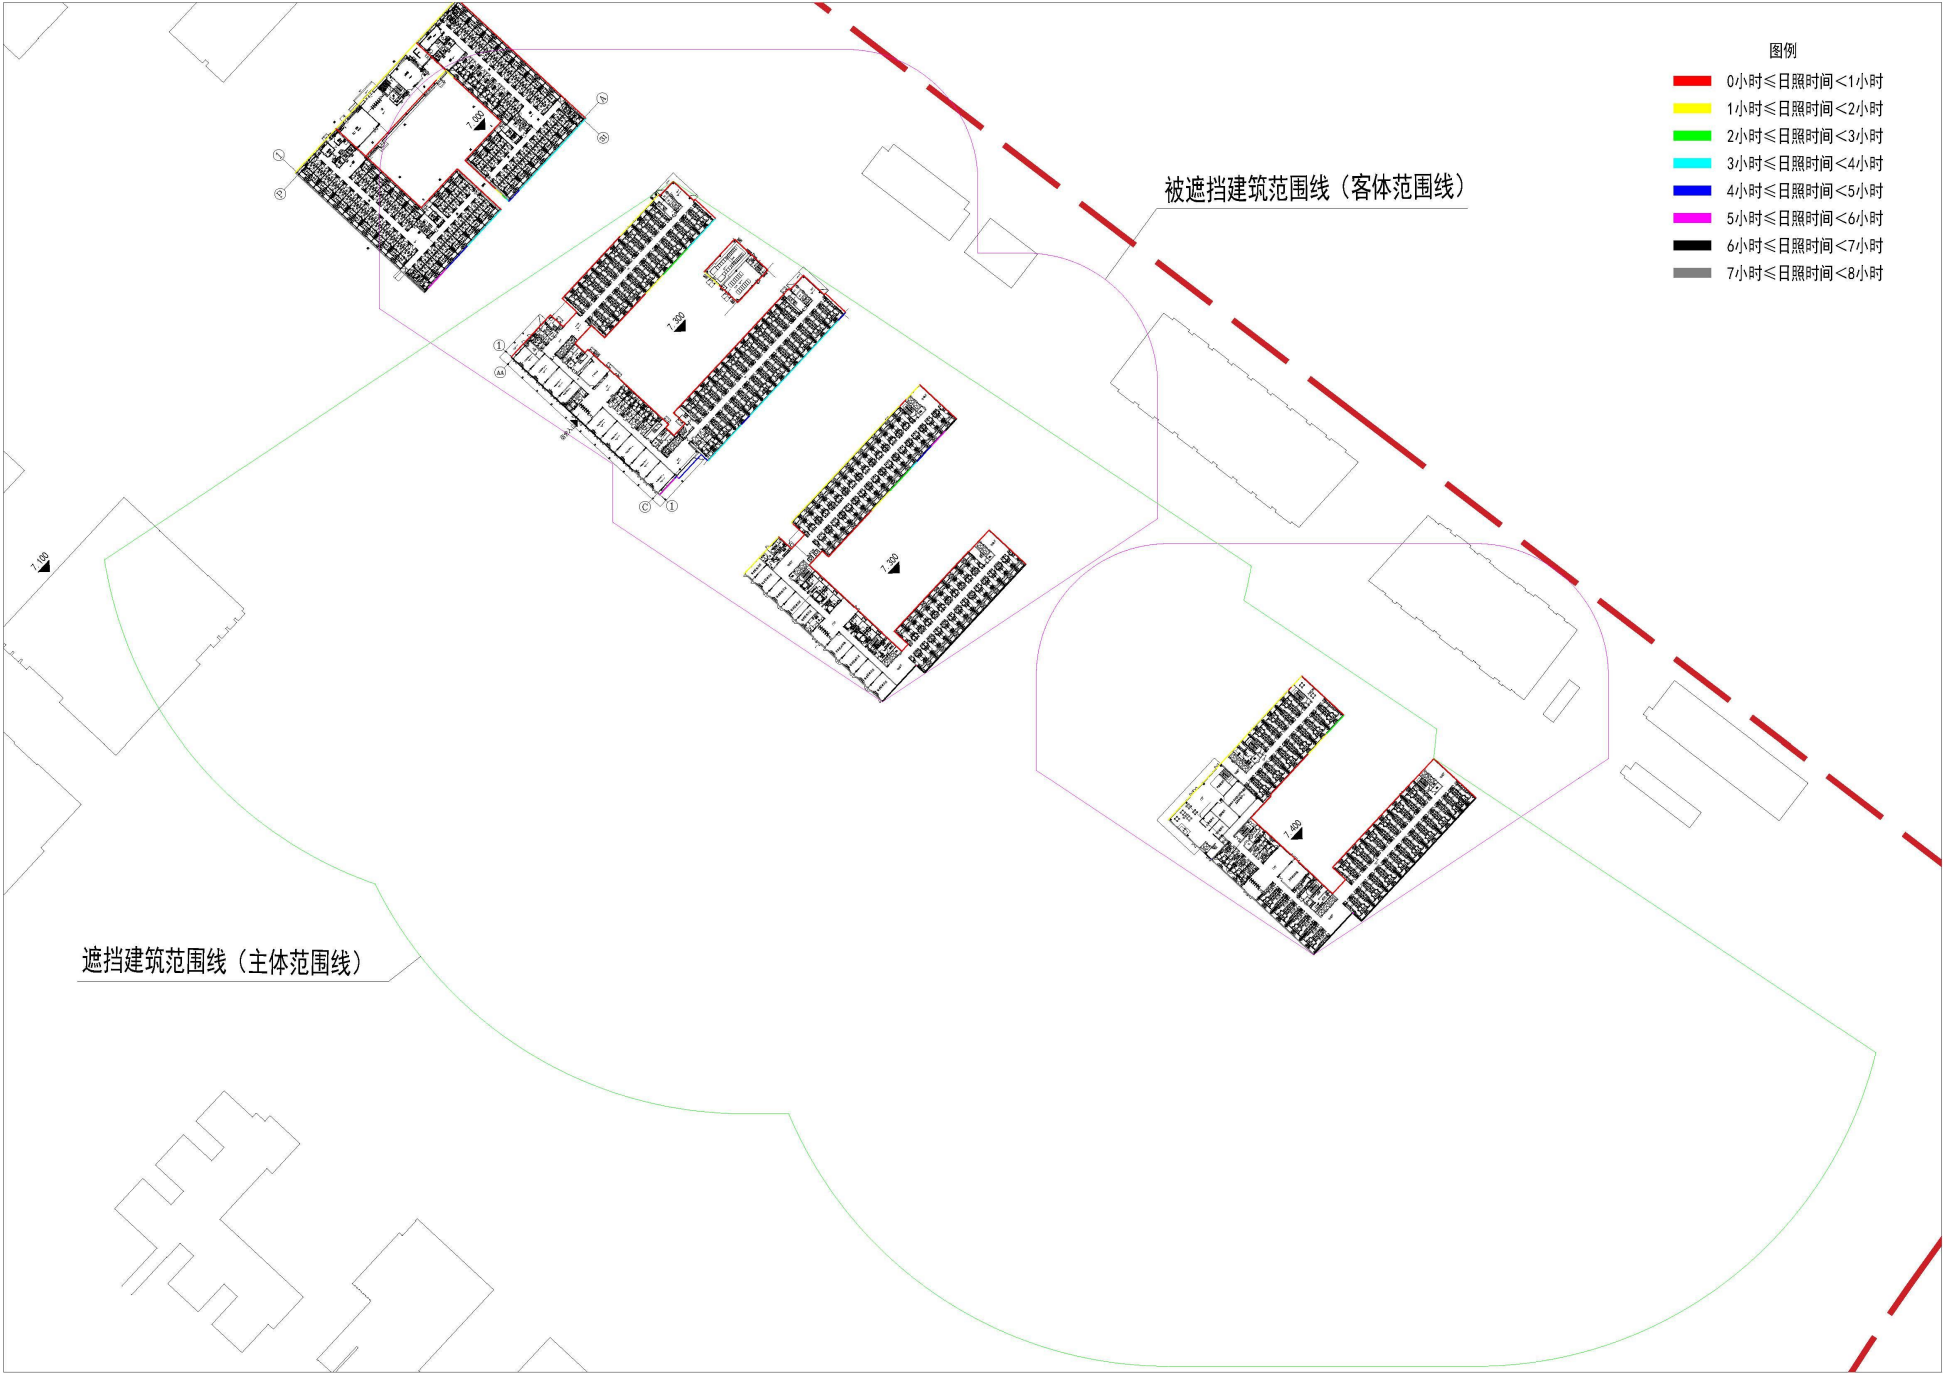 图例
0小时≤日照时间<1小时
1小时≤日照时间<2小时
2小时≤日照时间<3小时
3小时≤日照时间<4小时
4小时≤日照时间<5小时
5小时≤日照时间<6小时
6小时≤日照时间<7小时
7小时≤日照时间<8小时
被遮挡建筑范围线（客体范围线）
7.000
7.300
7.300
7.100
7.400
A
J
P
1
AA
C
1
F
遮挡建筑范围线（主体范围线）